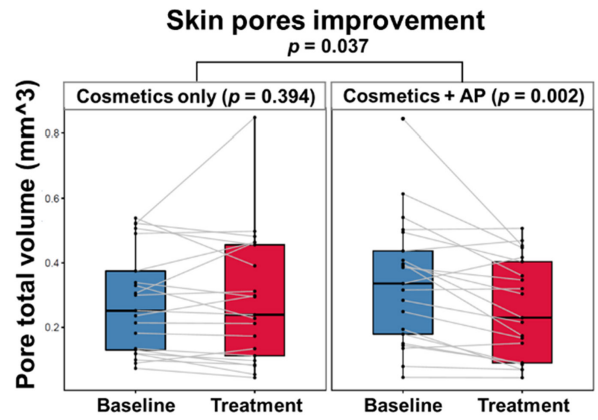 Skin pores improvement
p = 0.037
Cosmetics only (p = 0.394)
Cosmetics + AP (p = 0.002)
Pore total volume (mm^3)
0.8
0.6
0.4
0.2
Baseline
Treatment
Baseline
Treatment